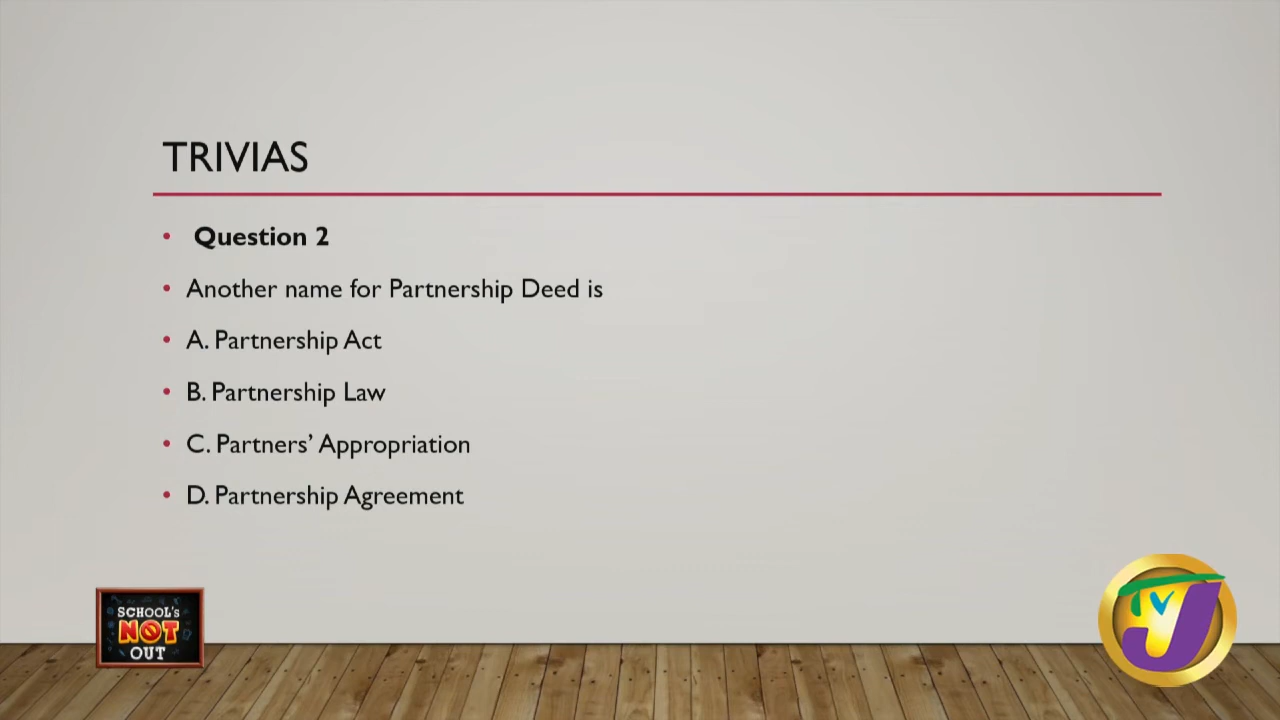 TRIVIAS
• Question 2
• Another name for Partnership Deed is
• A. Partnership Act
• B. Partnership Law
• C. Partners’ Appropriation
• D. Partnership Agreement
SCHOOL's
NOT
OUT
TVJ